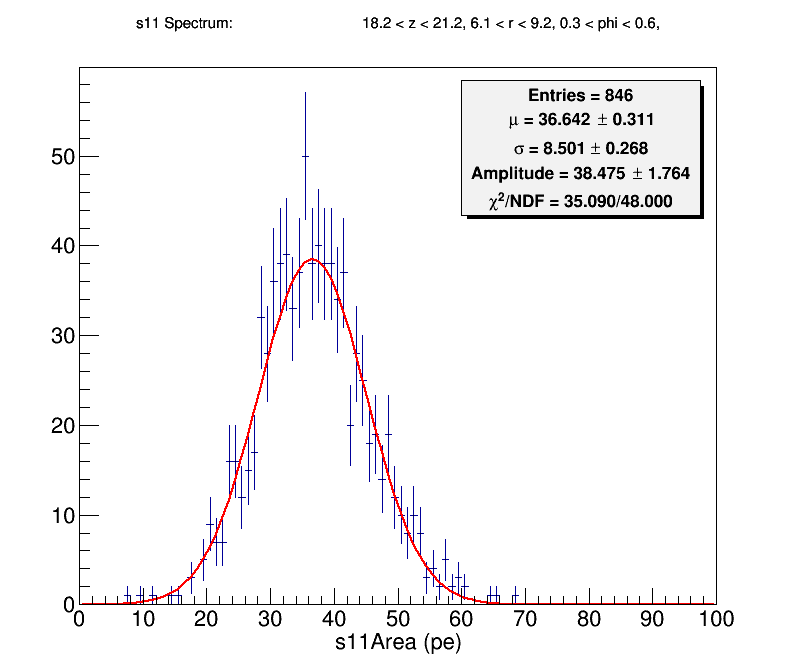 s11 Spectrum: 18.2 < z < 21.2, 6.1 < r < 9.2, 0.3 < phi < 0.6,
Entries = 846
μ = 36.642 ± 0.311
σ = 8.501 ± 0.268
Amplitude = 38.475 ± 1.764
χ²/NDF = 35.090/48.000
50
40
30
20
10
0
0 10 20 30 40 50 60 70 80 90 100
s11Area (pe)